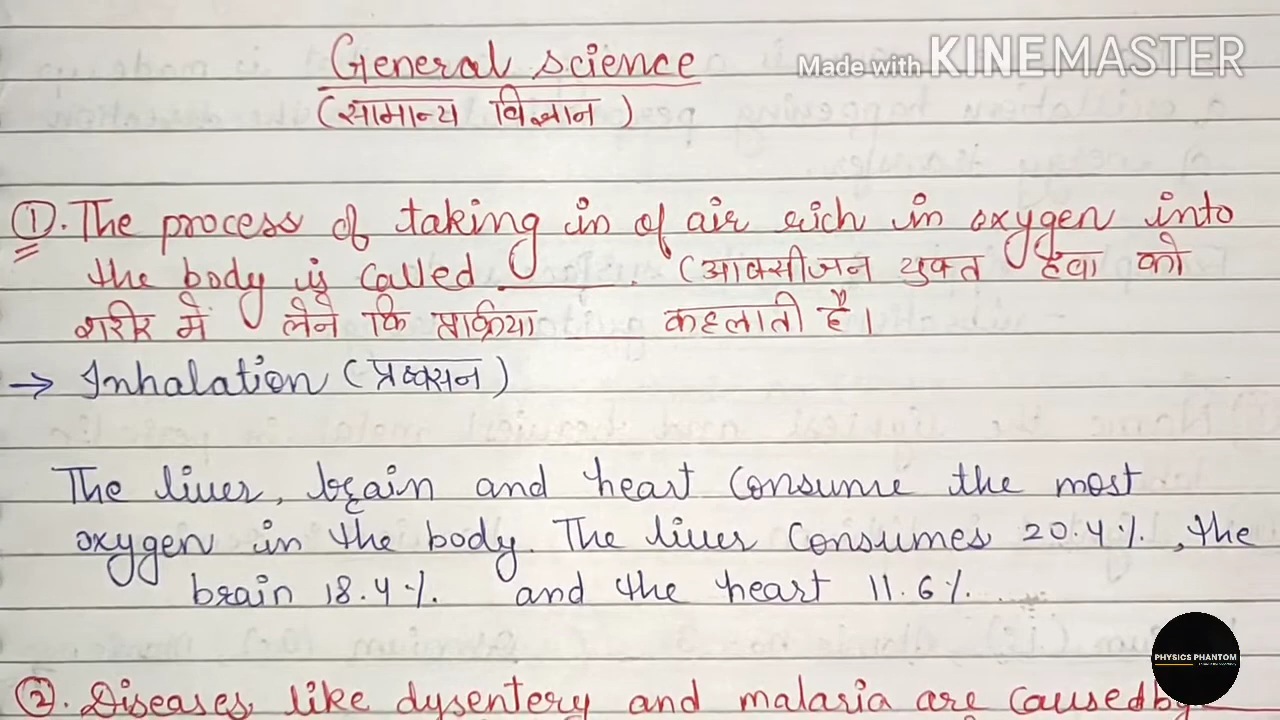 General science
Made with KINEMASTER
(सामान्य विज्ञान)
①. The process of taking in of air rich in oxygen into
the body is called ______. (आक्सीजन युक्त हवा को
शरीर में लेने कि प्रक्रिया ____ कहलाती है।
→ Inhalation (प्रश्वसन)
The liver, brain and heart consume the most
oxygen in the body. The liver consumes 20.4%, the
brain 18.4% and the heart 11.6%.
PHYSICS PHANTOM
②. Diseases like dysentery and malaria are caused by